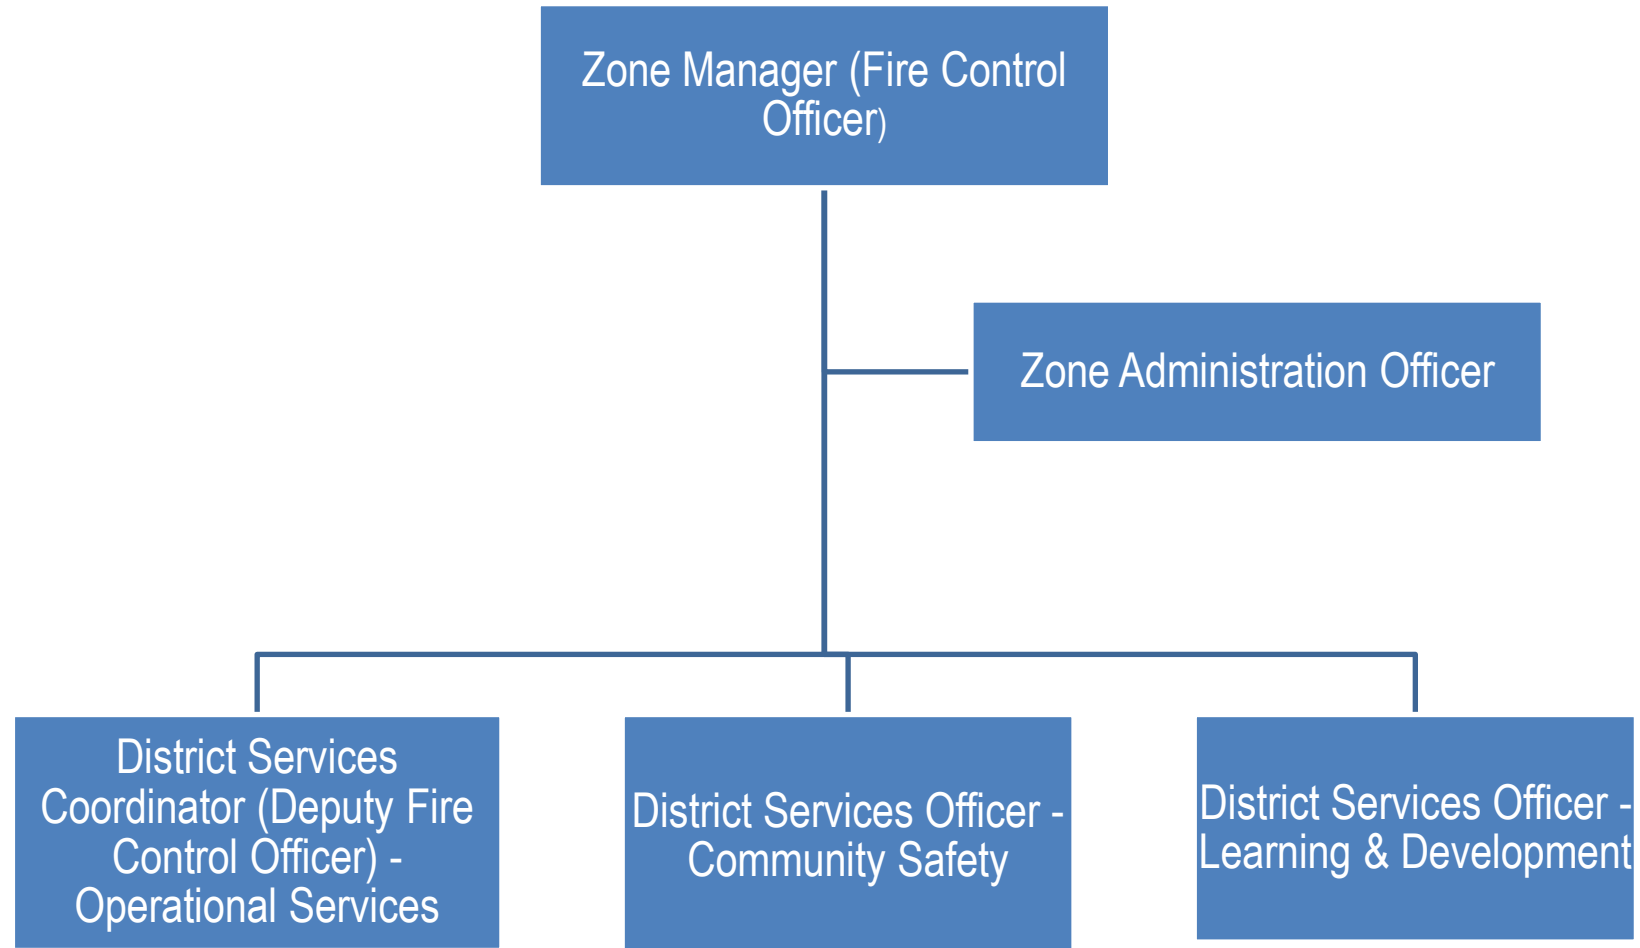 Zone Manager (Fire Control
Officer)
Zone Administration Officer
District Services
Coordinator (Deputy Fire
Control Officer) -
Operational Services
District Services Officer -
Community Safety
District Services Officer -
Learning & Development